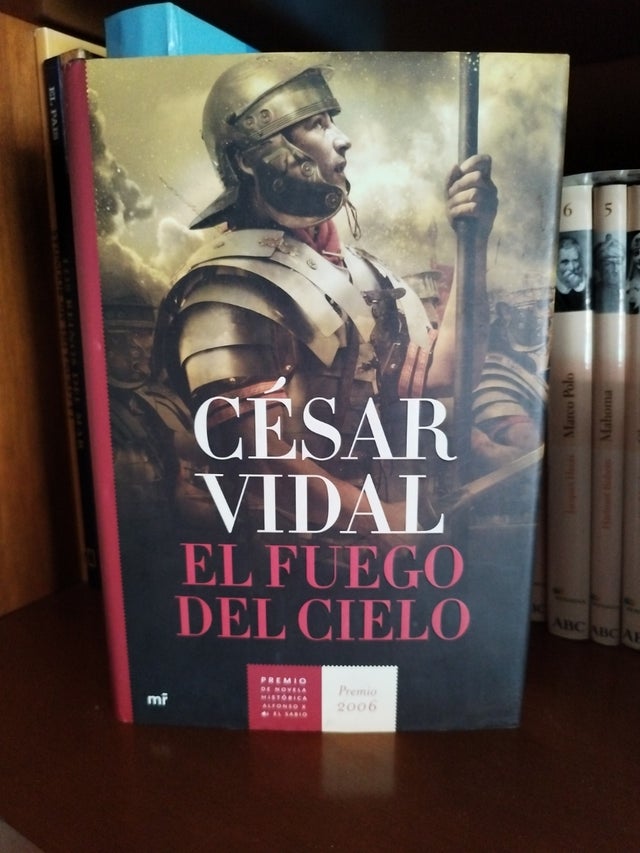 CÉSAR
VIDAL
EL FUEGO
DEL CIELO
PREMIO
DE NOVELA
HISTÓRICA
ALFONSO X
EL SABIO
Premio
2006
mr
EL PAÍS
6
Marco Polo
ABC
5
Mahoma
ABC